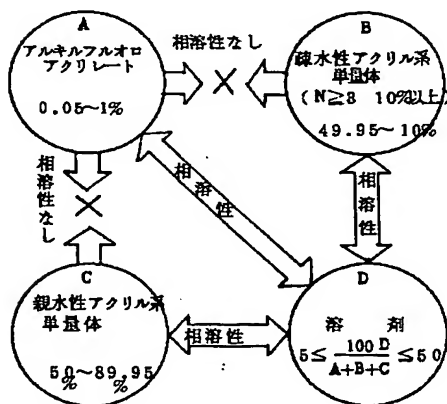 A
アルキルフルオロ
アクリレート
0.05~1%
相溶性なし
×
B
疎水性アクリル系
単量体
(N≧8 10%以上)
49.95~10%
相溶性なし
×
相溶性
相溶性
C
親水性アクリル系
単量体
50%~89.95%
相溶性
D
溶剤
5≦100D/A+B+C≦50